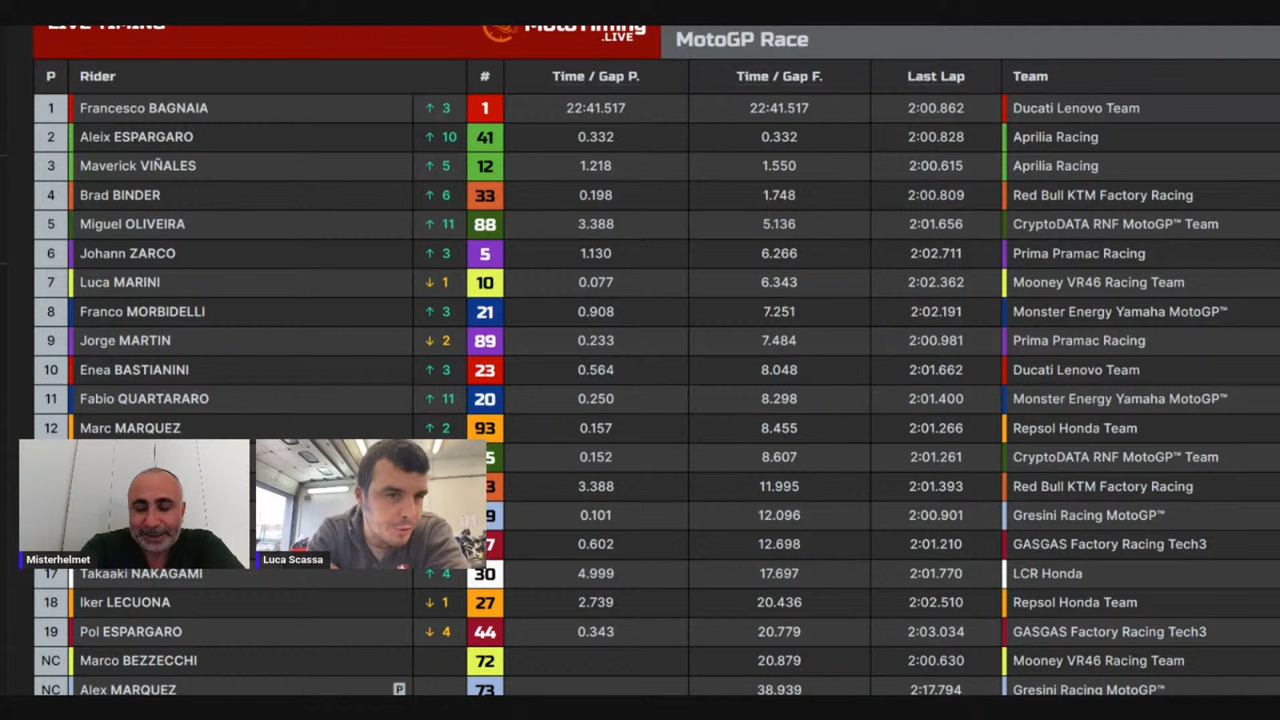 LIVE TIMING MotoTiming .LIVE MotoGP Race
P Rider # Time / Gap P. Time / Gap F. Last Lap Team
1 Francesco BAGNAIA ↑ 3 1 22:41.517 22:41.517 2:00.862 Ducati Lenovo Team
2 Aleix ESPARGARO ↑ 10 41 0.332 0.332 2:00.828 Aprilia Racing
3 Maverick VIÑALES ↑ 5 12 1.218 1.550 2:00.615 Aprilia Racing
4 Brad BINDER ↑ 6 33 0.198 1.748 2:00.809 Red Bull KTM Factory Racing
5 Miguel OLIVEIRA ↑ 11 88 3.388 5.136 2:01.656 CryptoDATA RNF MotoGP™ Team
6 Johann ZARCO ↑ 3 5 1.130 6.266 2:02.711 Prima Pramac Racing
7 Luca MARINI ↓ 1 10 0.077 6.343 2:02.362 Mooney VR46 Racing Team
8 Franco MORBIDELLI ↑ 3 21 0.908 7.251 2:02.191 Monster Energy Yamaha MotoGP™
9 Jorge MARTIN ↓ 2 89 0.233 7.484 2:00.981 Prima Pramac Racing
10 Enea BASTIANINI ↑ 3 23 0.564 8.048 2:01.662 Ducati Lenovo Team
11 Fabio QUARTARARO ↑ 11 20 0.250 8.298 2:01.400 Monster Energy Yamaha MotoGP™
12 Marc MARQUEZ ↑ 2 93 0.157 8.455 2:01.266 Repsol Honda Team
5 0.152 8.607 2:01.261 CryptoDATA RNF MotoGP™ Team
3 3.388 11.995 2:01.393 Red Bull KTM Factory Racing
9 0.101 12.096 2:00.901 Gresini Racing MotoGP™
7 0.602 12.698 2:01.210 GASGAS Factory Racing Tech3
Misterhelmet Luca Scassa
17 Takaaki NAKAGAMI ↑ 4 30 4.999 17.697 2:01.770 LCR Honda
18 Iker LECUONA ↓ 1 27 2.739 20.436 2:02.510 Repsol Honda Team
19 Pol ESPARGARO ↓ 4 44 0.343 20.779 2:03.034 GASGAS Factory Racing Tech3
NC Marco BEZZECCHI 72 20.879 2:00.630 Mooney VR46 Racing Team
NC Alex MARQUEZ P 73 38.939 2:17.794 Gresini Racing MotoGP™